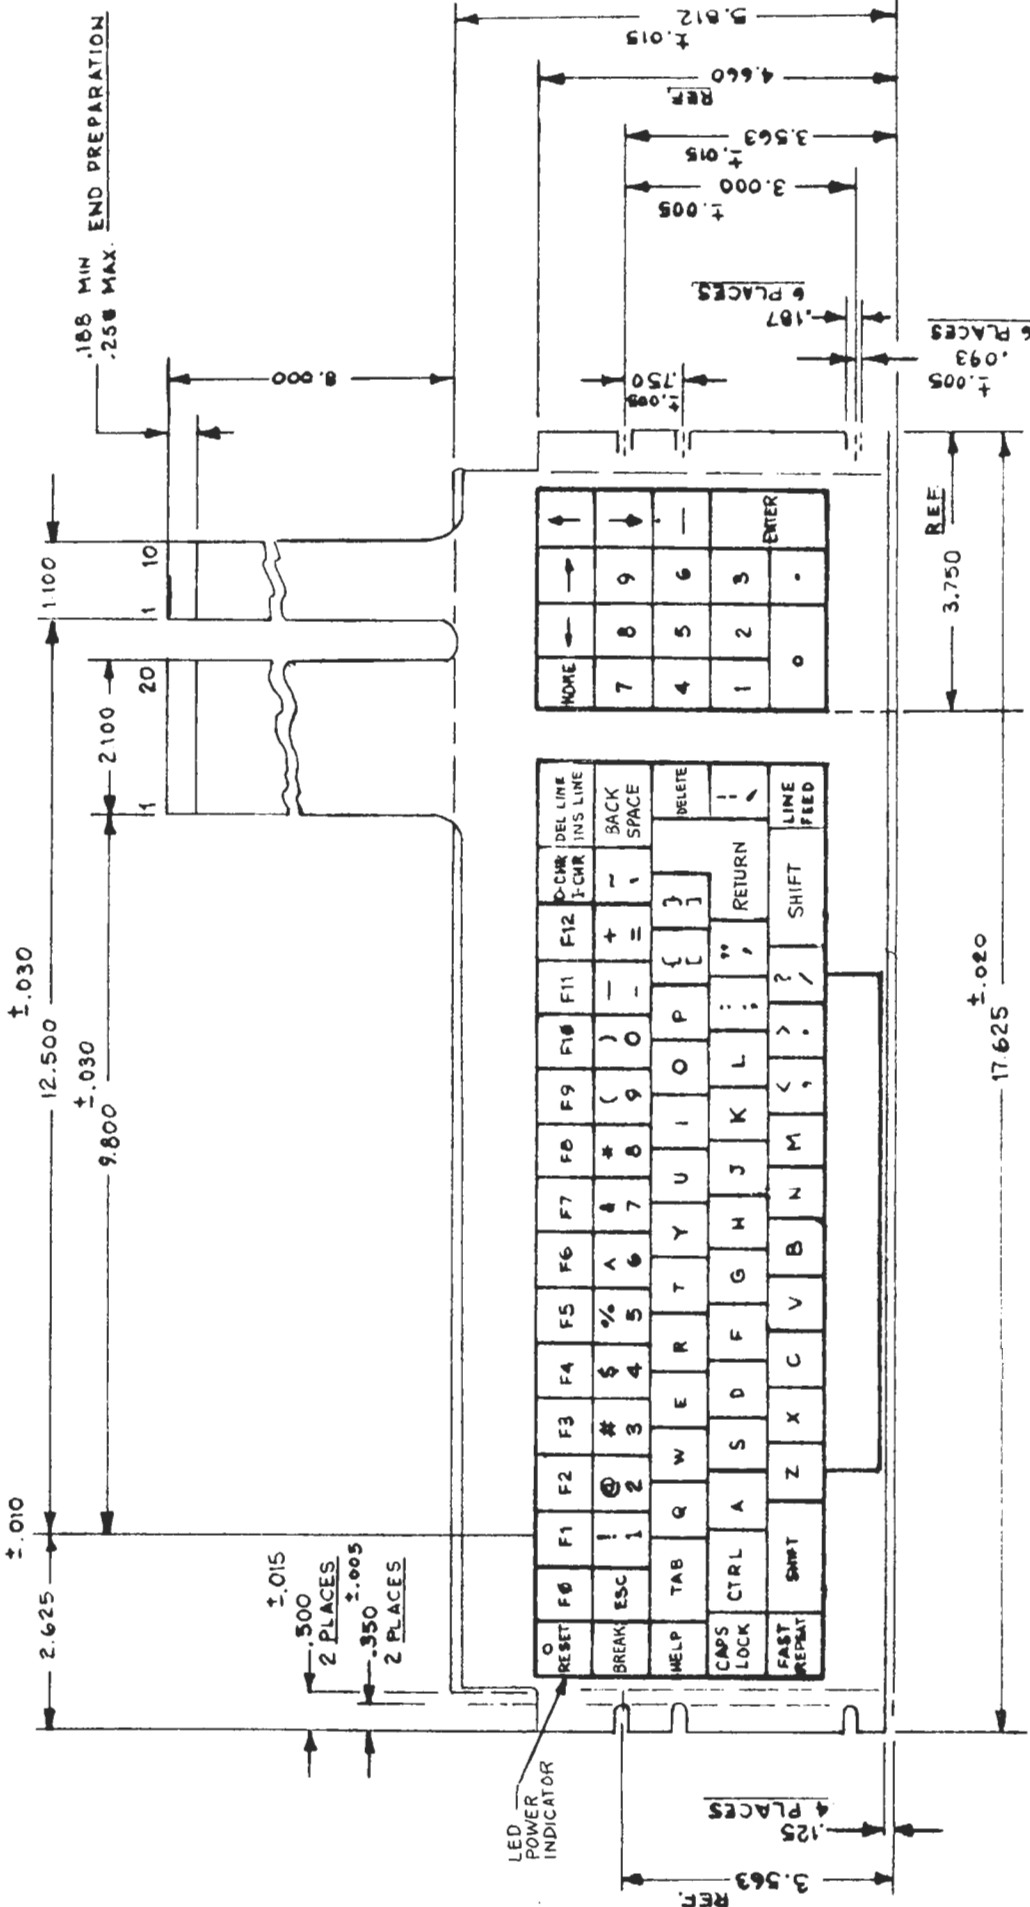 .188 MIN
.258 MAX. END PREPARATION
±.010
2.625
12.500 ±.030
1.100
9.800 ±.030
2.100
1 20
1 10
8.000
±.015
.500
2 PLACES
±.005
.350
2 PLACES
5.812
±.015
4.660
REF.
3.563
±.015
3.000
±.005
.187
6 PLACES
.750
±.005
±.005
.093
6 PLACES
LED
POWER
INDICATOR
RESET F0 F1 F2 F3 F4 F5 F6 F7 F8 F9 F10 F11 F12 D-CHR I-CHR DEL LINE INS LINE
BREAK ESC ! 1 @ 2 # 3 $ 4 % 5 ^ 6 & 7 * 8 ( 9 ) 0 — - + = ~ ` BACK SPACE
HELP TAB Q W E R T Y U I O P { [ } ] DELETE
CAPS LOCK CTRL A S D F G H J K L : ; " ' RETURN
FAST REPEAT SHIFT Z X C V B N M < , > . ? / SHIFT LINE FEED
HOME ← → ↑
7 8 9 ↓
4 5 6 —
1 2 3 ENTER
0 .
3.750 REF.
17.625 ±.020
.125
4 PLACES
3.563
REF.